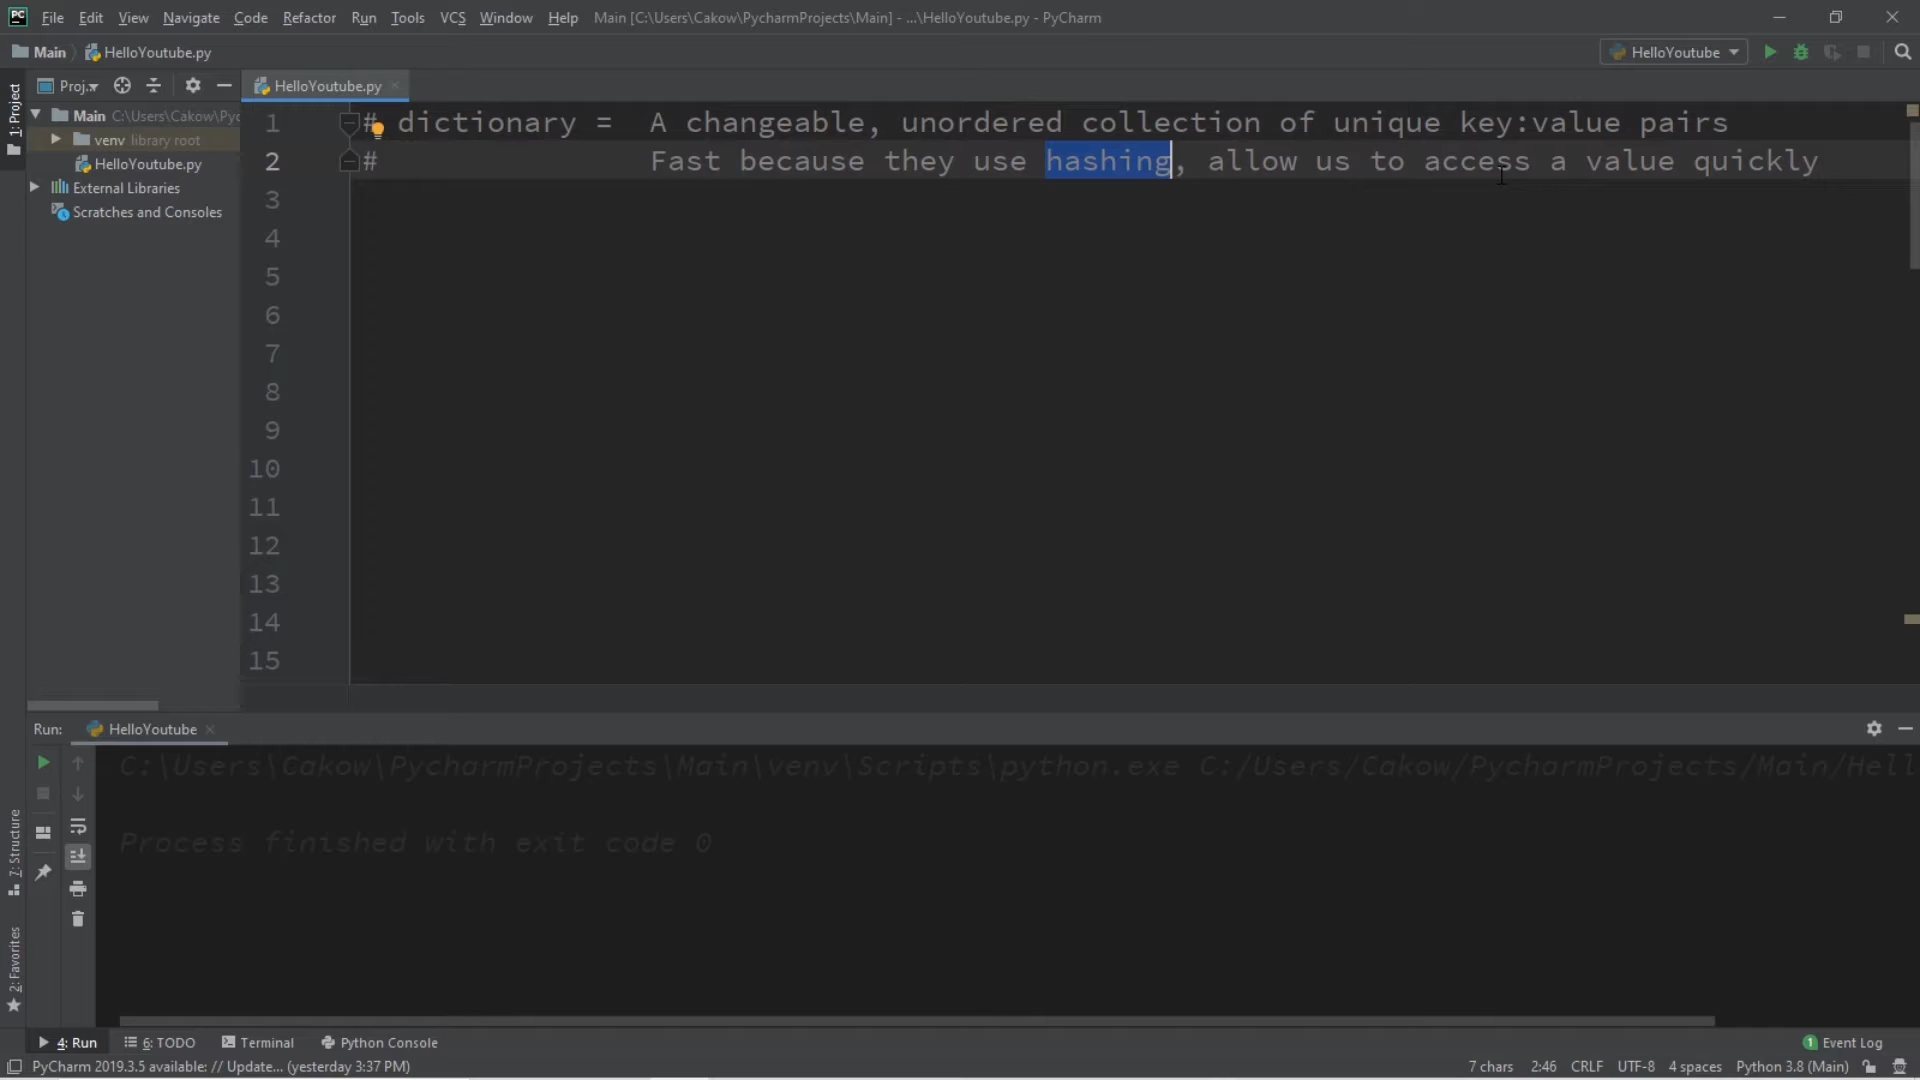 PC File Edit View Navigate Code Refactor Run Tools VCS Window Help Main [C:\Users\Cakow\PycharmProjects\Main] - ...\HelloYoutube.py - PyCharm
Main HelloYoutube.py HelloYoutube
1: Project
Proj... HelloYoutube.py
Main C:\Users\Cakow\Pyc
venv library root
HelloYoutube.py
External Libraries
Scratches and Consoles
1 # dictionary = A changeable, unordered collection of unique key:value pairs
2 # Fast because they use hashing, allow us to access a value quickly
3
4
5
6
7
8
9
10
11
12
13
14
15
Run: HelloYoutube
C:\Users\Cakow\PycharmProjects\Main\venv\Scripts\python.exe C:/Users/Cakow/PycharmProjects/Main/Hell
Process finished with exit code 0
7: Structure
2: Favorites
4: Run 6: TODO Terminal Python Console 1 Event Log
PyCharm 2019.3.5 available: // Update... (yesterday 3:37 PM) 7 chars 2:46 CRLF UTF-8 4 spaces Python 3.8 (Main)